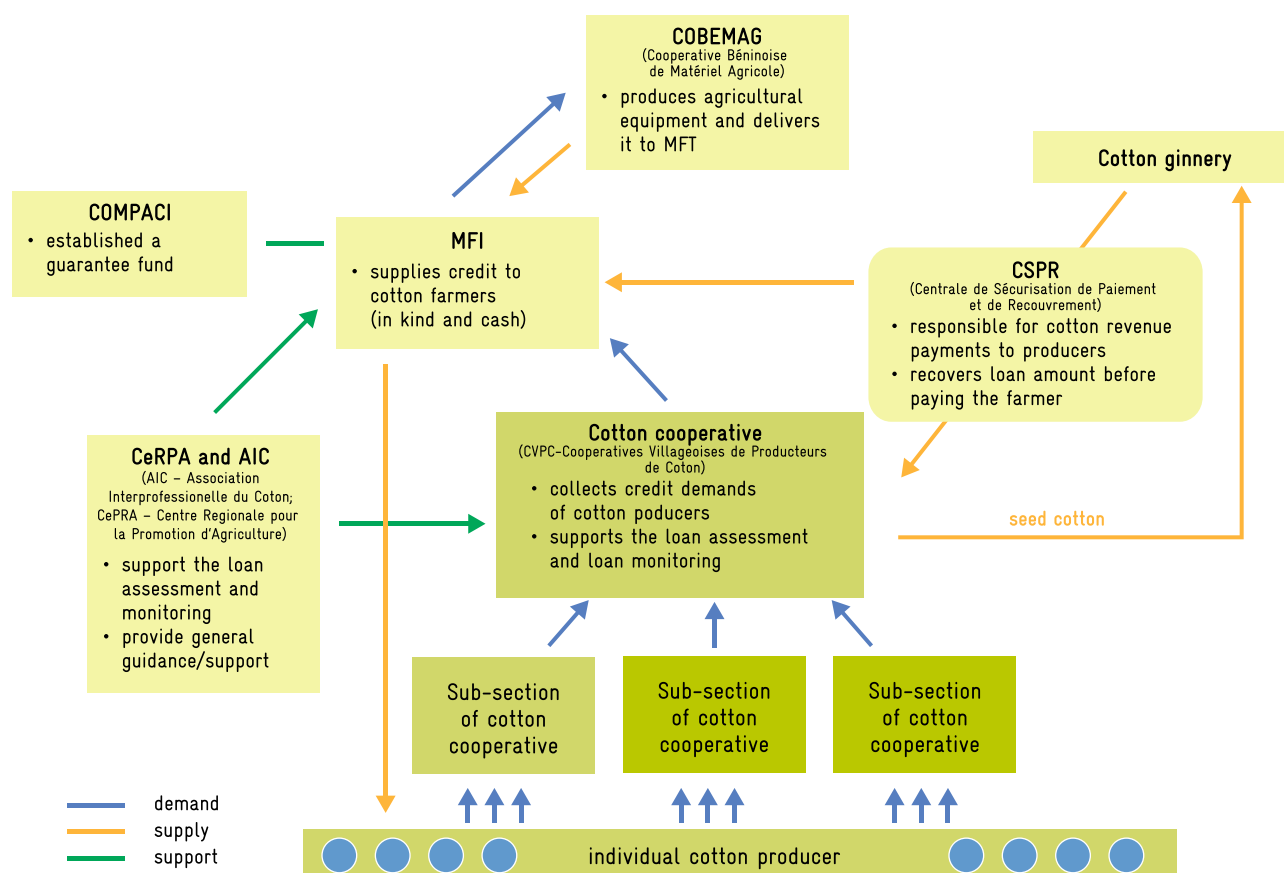 COBEMAG
(Cooperative Béninoise
de Matériel Agricole)
• produces agricultural
equipment and delivers
it to MFT
Cotton ginnery
COMPACI
• established a
guarantee fund
MFI
• supplies credit to
cotton farmers
(in kind and cash)
CSPR
(Centrale de Sécurisation de Paiement
et de Recouvrement)
• responsible for cotton revenue
payments to producers
• recovers loan amount before
paying the farmer
CeRPA and AIC
(AIC – Association
Interprofessionelle du Coton;
CePRA – Centre Regionale pour
la Promotion d'Agriculture)
• support the loan
assessment and
monitoring
• provide general
guidance/support
Cotton cooperative
(CVPC-Cooperatives Villageoises de Producteurs
de Coton)
• collects credit demands
of cotton poducers
• supports the loan assessment
and loan monitoring
seed cotton
Sub-section
of cotton
cooperative
Sub-section
of cotton
cooperative
Sub-section
of cotton
cooperative
demand
supply
support
individual cotton producer